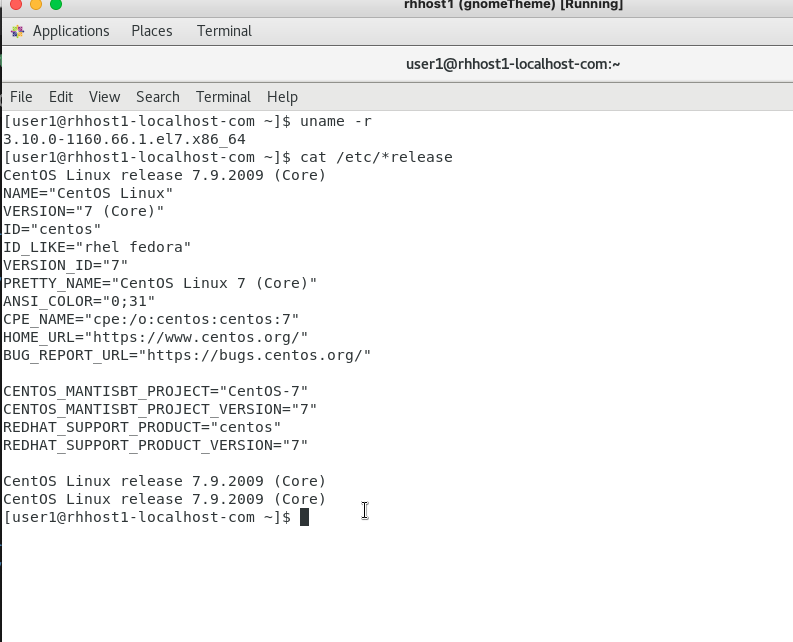 rhhost1 (gnomeTheme) [Running]
Applications Places Terminal
user1@rhhost1-localhost-com:~
File Edit View Search Terminal Help
[user1@rhhost1-localhost-com ~]$ uname -r
3.10.0-1160.66.1.el7.x86_64
[user1@rhhost1-localhost-com ~]$ cat /etc/*release
CentOS Linux release 7.9.2009 (Core)
NAME="CentOS Linux"
VERSION="7 (Core)"
ID="centos"
ID_LIKE="rhel fedora"
VERSION_ID="7"
PRETTY_NAME="CentOS Linux 7 (Core)"
ANSI_COLOR="0;31"
CPE_NAME="cpe:/o:centos:centos:7"
HOME_URL="https://www.centos.org/"
BUG_REPORT_URL="https://bugs.centos.org/"

CENTOS_MANTISBT_PROJECT="CentOS-7"
CENTOS_MANTISBT_PROJECT_VERSION="7"
REDHAT_SUPPORT_PRODUCT="centos"
REDHAT_SUPPORT_PRODUCT_VERSION="7"

CentOS Linux release 7.9.2009 (Core)
CentOS Linux release 7.9.2009 (Core)
[user1@rhhost1-localhost-com ~]$